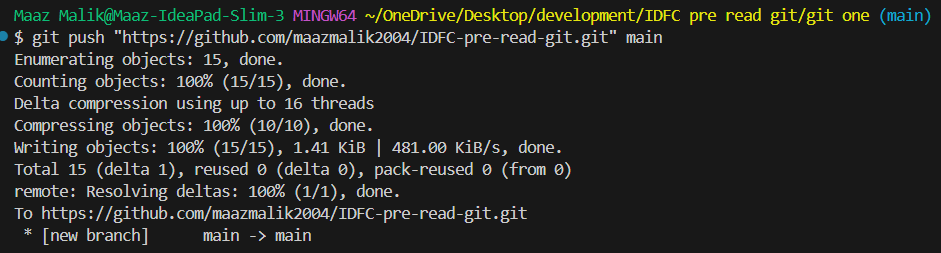 Maaz Malik@Maaz-IdeaPad-Slim-3 MINGW64 ~/OneDrive/Desktop/development/IDFC pre read git/git one (main)
$ git push "https://github.com/maazmalik2004/IDFC-pre-read-git.git" main
Enumerating objects: 15, done.
Counting objects: 100% (15/15), done.
Delta compression using up to 16 threads
Compressing objects: 100% (10/10), done.
Writing objects: 100% (15/15), 1.41 KiB | 481.00 KiB/s, done.
Total 15 (delta 1), reused 0 (delta 0), pack-reused 0 (from 0)
remote: Resolving deltas: 100% (1/1), done.
To https://github.com/maazmalik2004/IDFC-pre-read-git.git
 * [new branch]      main -> main